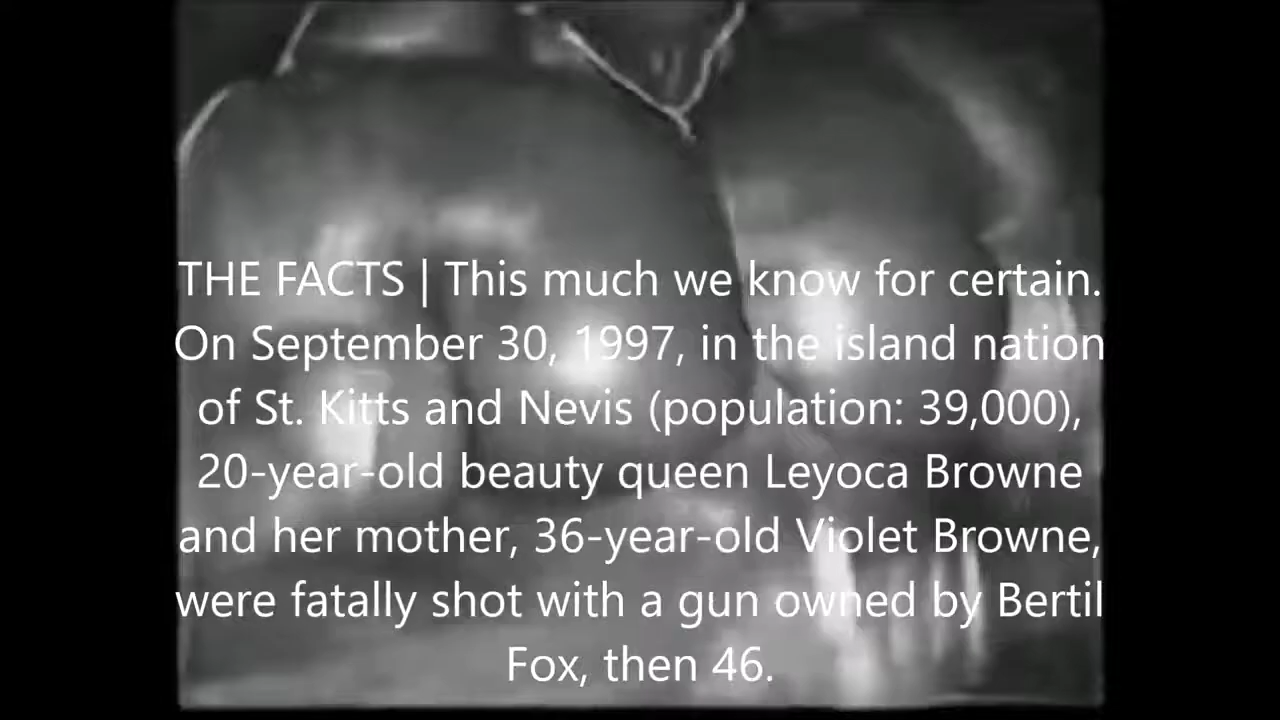 THE FACTS | This much we know for certain.
On September 30, 1997, in the island nation
of St. Kitts and Nevis (population: 39,000),
20-year-old beauty queen Leyoca Browne
and her mother, 36-year-old Violet Browne,
were fatally shot with a gun owned by Bertil
Fox, then 46.